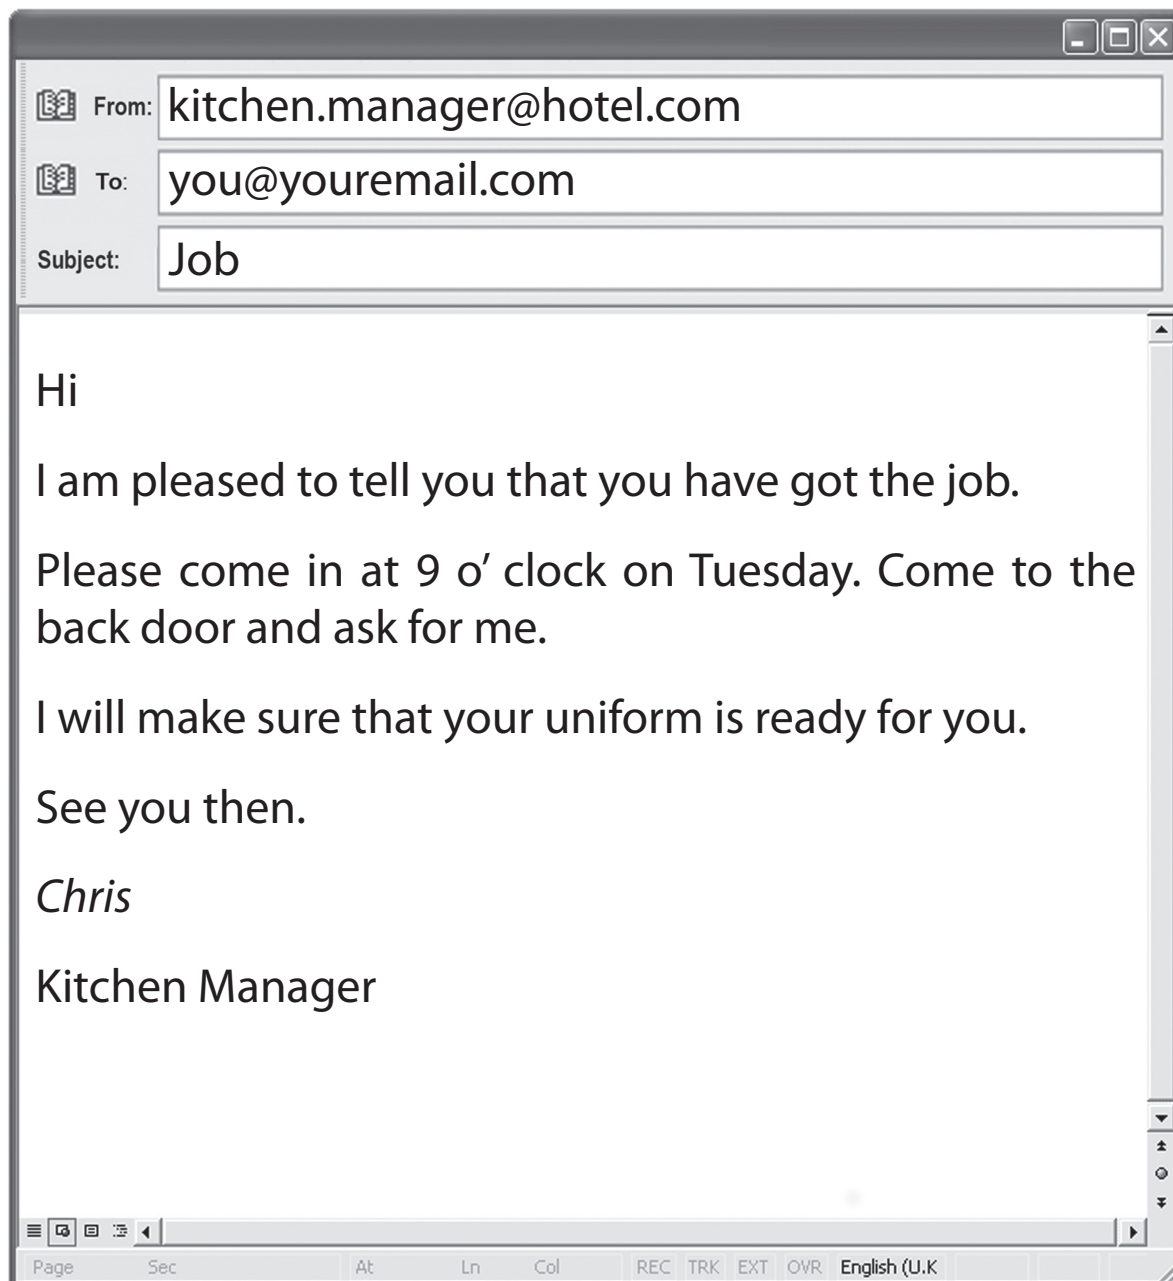 From: kitchen.manager@hotel.com
To: you@youremail.com
Subject: Job
Hi
I am pleased to tell you that you have got the job.
Please come in at 9 o’ clock on Tuesday. Come to the
back door and ask for me.
I will make sure that your uniform is ready for you.
See you then.
Chris
Kitchen Manager
Page Sec At Ln Col REC TRK EXT OVR English (U.K